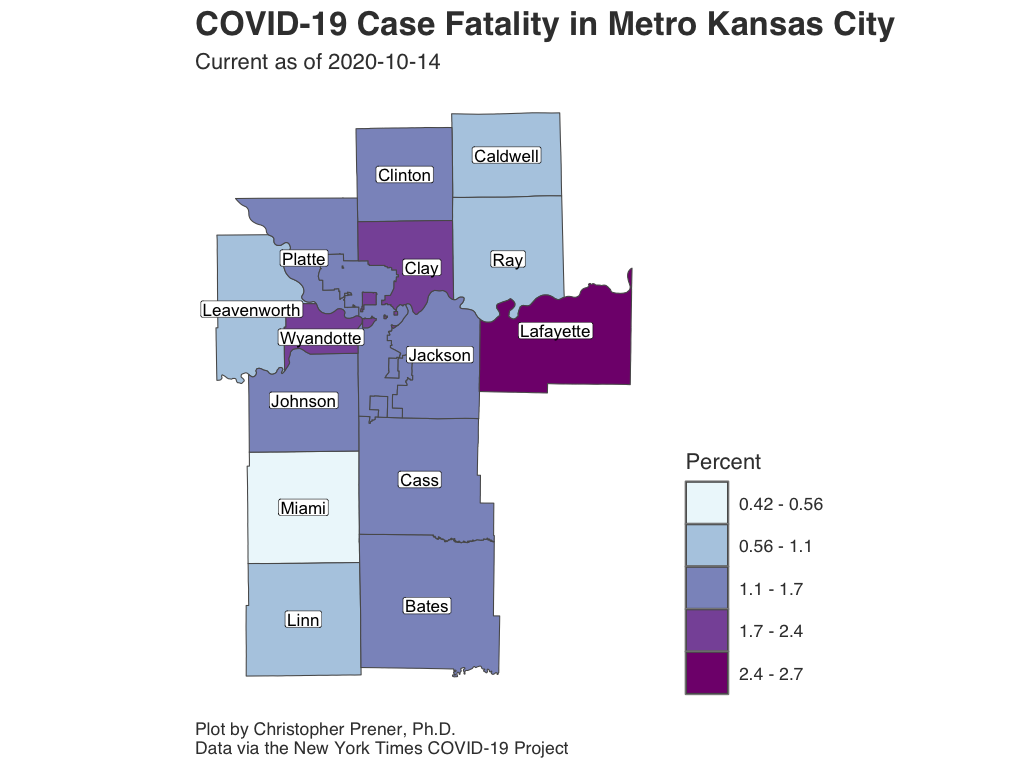 COVID-19 Case Fatality in Metro Kansas City
Current as of 2020-10-14
Caldwell
Clinton
Platte
Clay
Ray
Leavenworth
Wyandotte
Lafayette
Jackson
Johnson
Cass
Miami
Bates
Linn
Percent
0.42 - 0.56
0.56 - 1.1
1.1 - 1.7
1.7 - 2.4
2.4 - 2.7
Plot by Christopher Prener, Ph.D.
Data via the New York Times COVID-19 Project